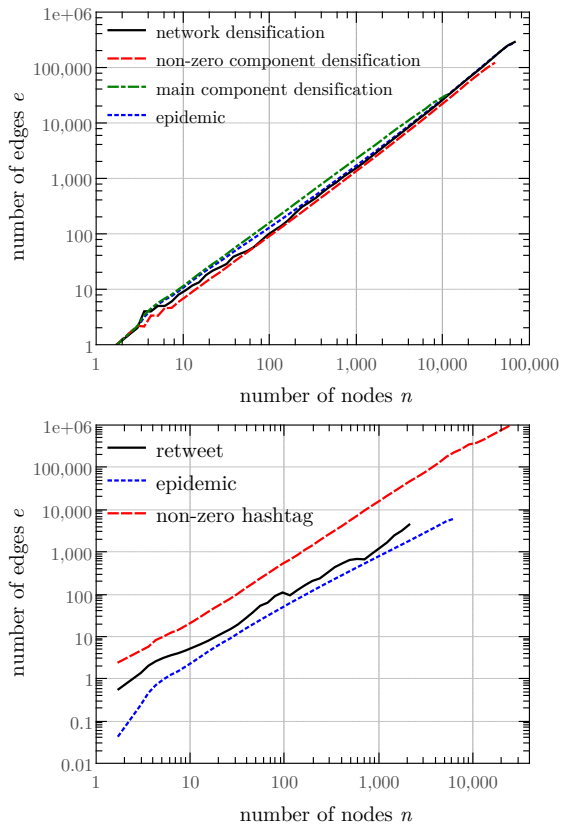 1e+06
100,000
10,000
1,000
100
10
1
number of edges e
network densification
non-zero component densification
main component densification
epidemic
1 10 100 1,000 10,000 100,000
number of nodes n
1e+06
100,000
10,000
1,000
100
10
1
0.1
0.01
number of edges e
retweet
epidemic
non-zero hashtag
1 10 100 1,000 10,000
number of nodes n